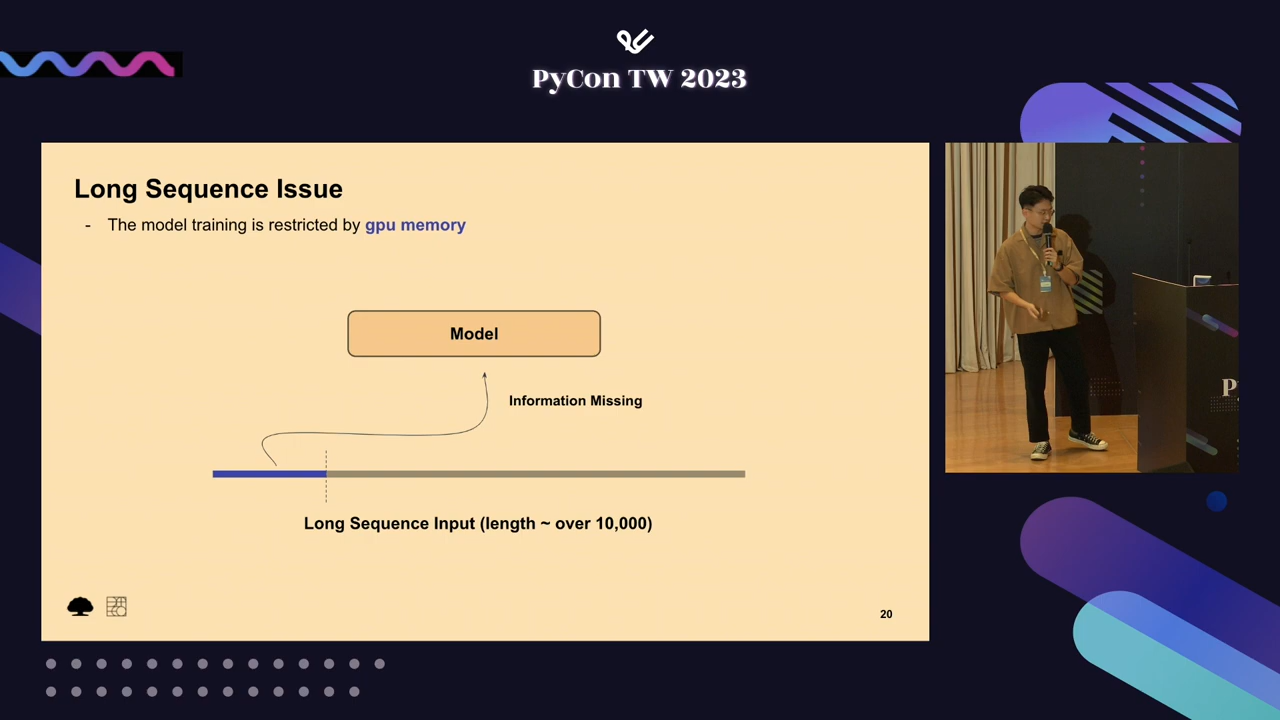 PyCon TW 2023
Long Sequence Issue
- The model training is restricted by gpu memory
Model
Information Missing
Long Sequence Input (length ~ over 10,000)
20